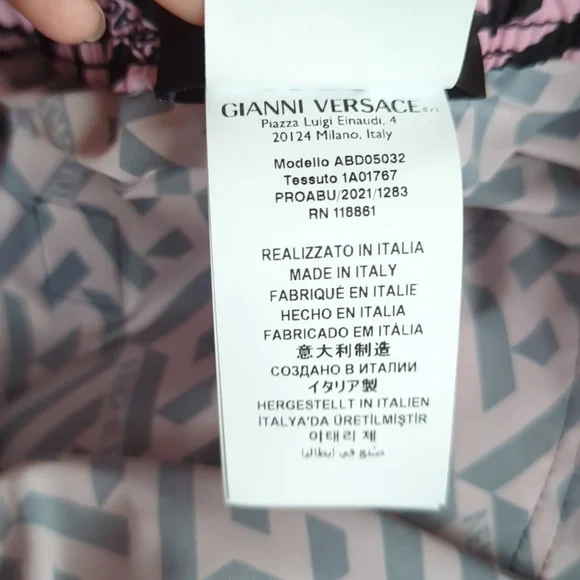 GIANNI VERSACE S.r.l.
Piazza Luigi Einaudi, 4
20124 Milano, Italy
Modello ABD05032
Tessuto 1A01767
PROABU/2021/1283
RN 118861
REALIZZATO IN ITALIA
MADE IN ITALY
FABRIQUÉ EN ITALIE
HECHO EN ITALIA
FABRICADO EM ITÁLIA
意大利制造
СОЗДАНО В ИТАЛИИ
イタリア製
HERGESTELLT IN ITALIEN
İTALYA'DA ÜRETİLMİŞTİR
이태리 제
صُنع في إيطاليا